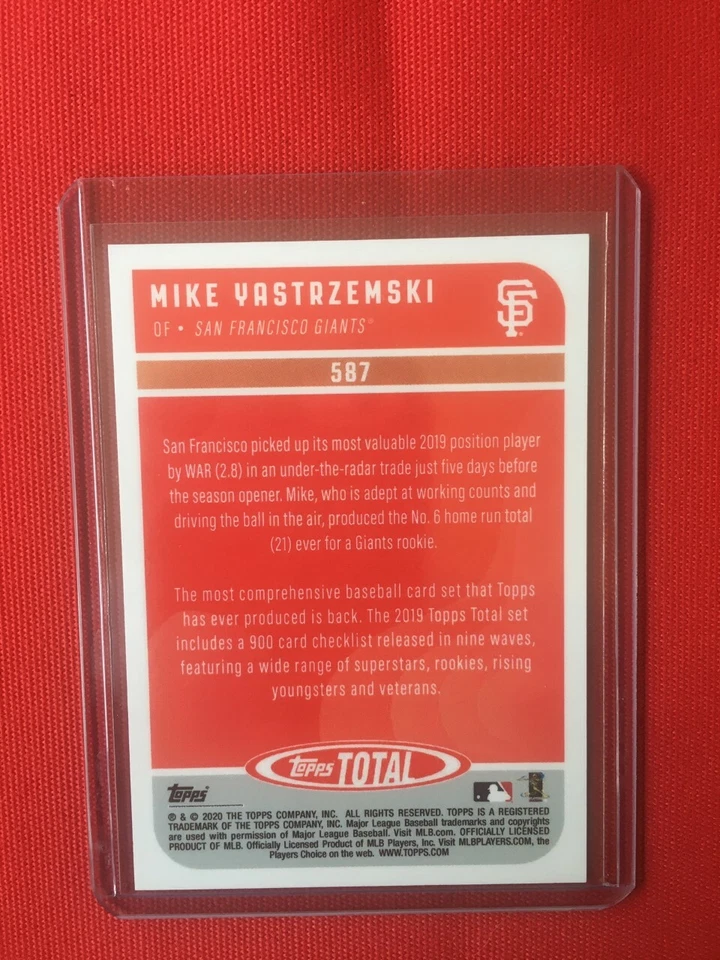 MIKE YASTRZEMSKI
SF
OF • SAN FRANCISCO GIANTS®
587
San Francisco picked up its most valuable 2019 position player
by WAR (2.8) in an under-the-radar trade just five days before
the season opener. Mike, who is adept at working counts and
driving the ball in the air, produced the No. 6 home run total
(21) ever for a Giants rookie.
The most comprehensive baseball card set that Topps
has ever produced is back. The 2019 Topps Total set
includes a 900 card checklist released in nine waves,
featuring a wide range of superstars, rookies, rising
youngsters and veterans.
topps TOTAL
topps
® & © 2020 THE TOPPS COMPANY, INC. ALL RIGHTS RESERVED. TOPPS IS A REGISTERED
TRADEMARK OF THE TOPPS COMPANY, INC. Major League Baseball trademarks and copyrights
are used with permission of Major League Baseball. Visit MLB.com. OFFICIALLY LICENSED
PRODUCT OF MLB. Officially Licensed Product of MLB Players, Inc. Visit MLBPLAYERS.COM, the
Players Choice on the web. WWW.TOPPS.COM